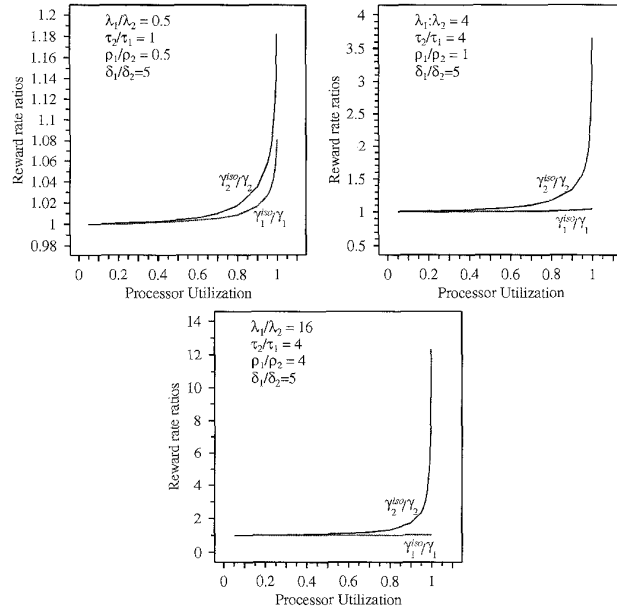 λ₁/λ₂ = 0.5
τ₂/τ₁ = 1
ρ₁/ρ₂ = 0.5
δ₁/δ₂=5
1.2
1.18
1.16
1.14
1.12
1.1
1.08
1.06
1.04
1.02
1
0.98
Reward rate ratios
γ₂ⁱˢᵒ/γ₂
γ₁ⁱˢᵒ/γ₁
0 0.2 0.4 0.6 0.8 1
Processor Utilization
λ₁:λ₂ = 4
τ₂/τ₁ = 4
ρ₁/ρ₂ = 1
δ₁/δ₂=5
4
3.5
3
2.5
2
1.5
1
0.5
Reward rate ratios
γ₂ⁱˢᵒ/γ₂
γ₁ⁱˢᵒ/γ₁
0 0.2 0.4 0.6 0.8 1
Processor Utilization
λ₁/λ₂ = 16
τ₂/τ₁ = 4
ρ₁/ρ₂ = 4
δ₁/δ₂=5
14
12
10
8
6
4
2
0
Reward rate ratios
γ₂ⁱˢᵒ/γ₂
γ₁ⁱˢᵒ/γ₁
0 0.2 0.4 0.6 0.8 1
Processor Utilization